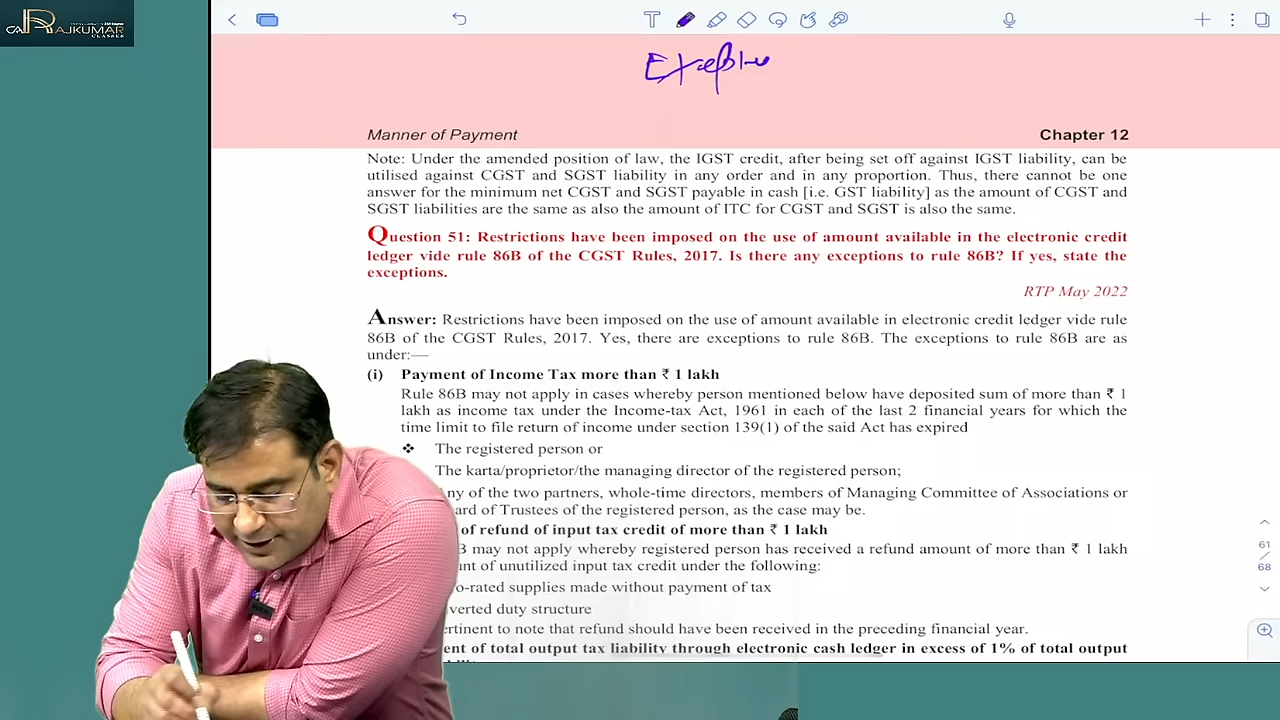 RAJKUMAR
CLASSES
Manner of Payment Chapter 12
Note: Under the amended position of law, the IGST credit, after being set off against IGST liability, can be
utilised against CGST and SGST liability in any order and in any proportion. Thus, there cannot be one
answer for the minimum net CGST and SGST payable in cash [i.e. GST liability] as the amount of CGST and
SGST liabilities are the same as also the amount of ITC for CGST and SGST is also the same.
Question 51: Restrictions have been imposed on the use of amount available in the electronic credit
ledger vide rule 86B of the CGST Rules, 2017. Is there any exceptions to rule 86B? If yes, state the
exceptions.
RTP May 2022
Answer: Restrictions have been imposed on the use of amount available in electronic credit ledger vide rule
86B of the CGST Rules, 2017. Yes, there are exceptions to rule 86B. The exceptions to rule 86B are as
under:—
(i) Payment of Income Tax more than ₹ 1 lakh
Rule 86B may not apply in cases whereby person mentioned below have deposited sum of more than ₹ 1
lakh as income tax under the Income-tax Act, 1961 in each of the last 2 financial years for which the
time limit to file return of income under section 139(1) of the said Act has expired
❖ The registered person or
The karta/proprietor/the managing director of the registered person;
ny of the two partners, whole-time directors, members of Managing Committee of Associations or
ard of Trustees of the registered person, as the case may be.
of refund of input tax credit of more than ₹ 1 lakh
B may not apply whereby registered person has received a refund amount of more than ₹ 1 lakh
nt of unutilized input tax credit under the following:
o-rated supplies made without payment of tax
verted duty structure
ertinent to note that refund should have been received in the preceding financial year.
ent of total output tax liability through electronic cash ledger in excess of 1% of total output
61
68